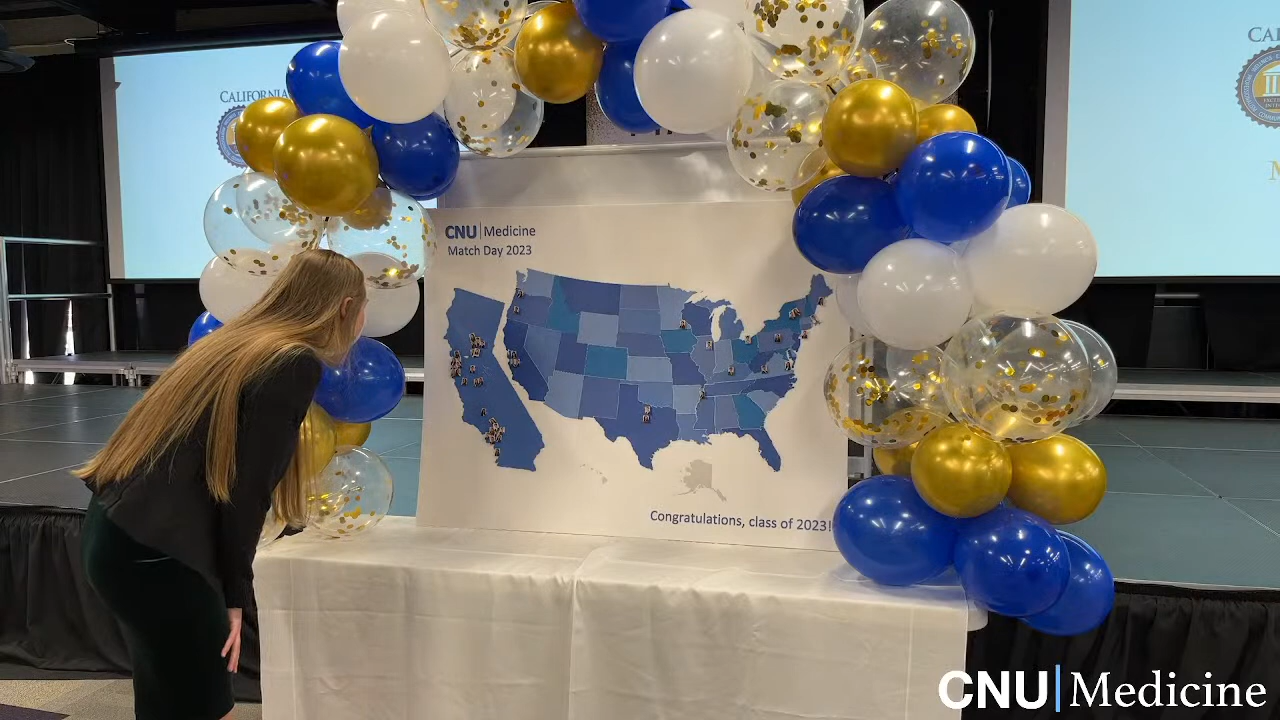 CALIFORNIA
CNU | Medicine
Match Day 2023
Congratulations, class of 2023!
CNU | Medicine